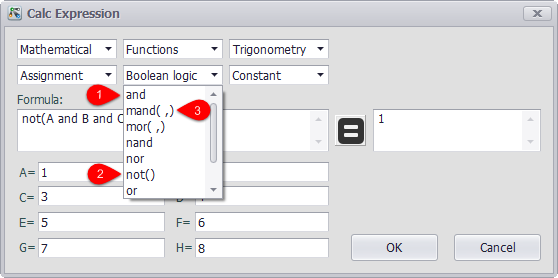 Calc Expression
Mathematical Functions Trigonometry
Assignment Boolean logic Constant
1 and
Formula:
mand( ,) 3
not(A and B and C
mor( ,)
=
1
nand
nor
2 not()
or
A= 1
C= 3
E= 5 F= 6
G= 7 H= 8
OK Cancel